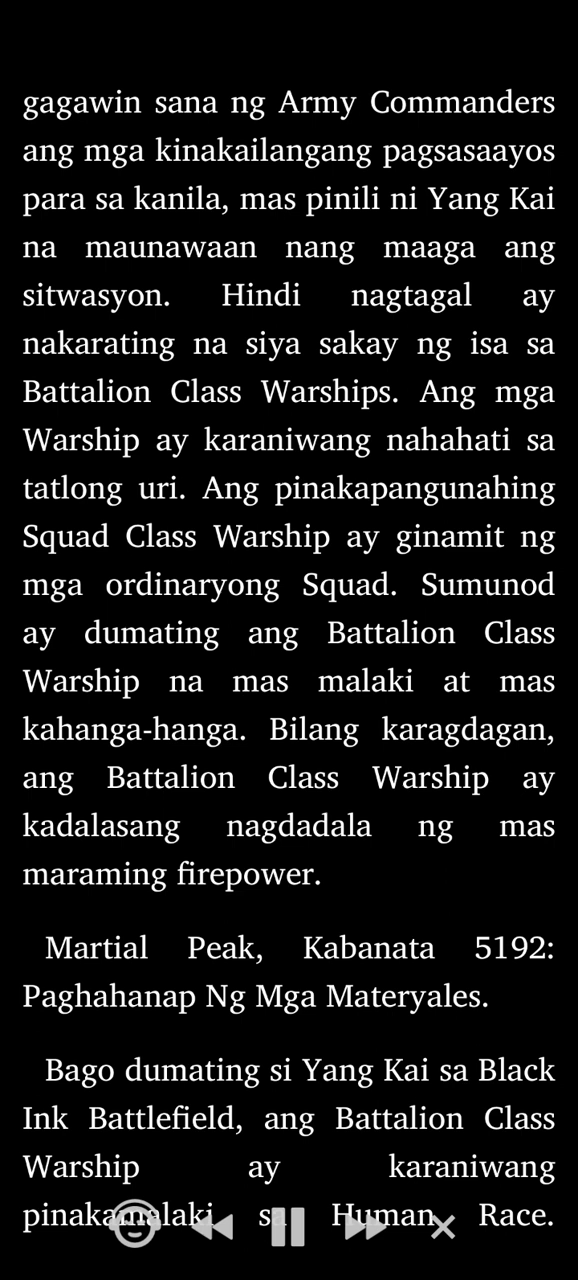 gagawin sana ng Army Commanders
ang mga kinakailangang pagsasaayos
para sa kanila, mas pinili ni Yang Kai
na maunawaan nang maaga ang
sitwasyon. Hindi nagtagal ay
nakarating na siya sakay ng isa sa
Battalion Class Warships. Ang mga
Warship ay karaniwang nahahati sa
tatlong uri. Ang pinakapangunahing
Squad Class Warship ay ginamit ng
mga ordinaryong Squad. Sumunod
ay dumating ang Battalion Class
Warship na mas malaki at mas
kahanga-hanga. Bilang karagdagan,
ang Battalion Class Warship ay
kadalasang nagdadala ng mas
maraming firepower.
Martial Peak, Kabanata 5192:
Paghahanap Ng Mga Materyales.
Bago dumating si Yang Kai sa Black
Ink Battlefield, ang Battalion Class
Warship ay karaniwang
pinakamalaki sa Human Race.